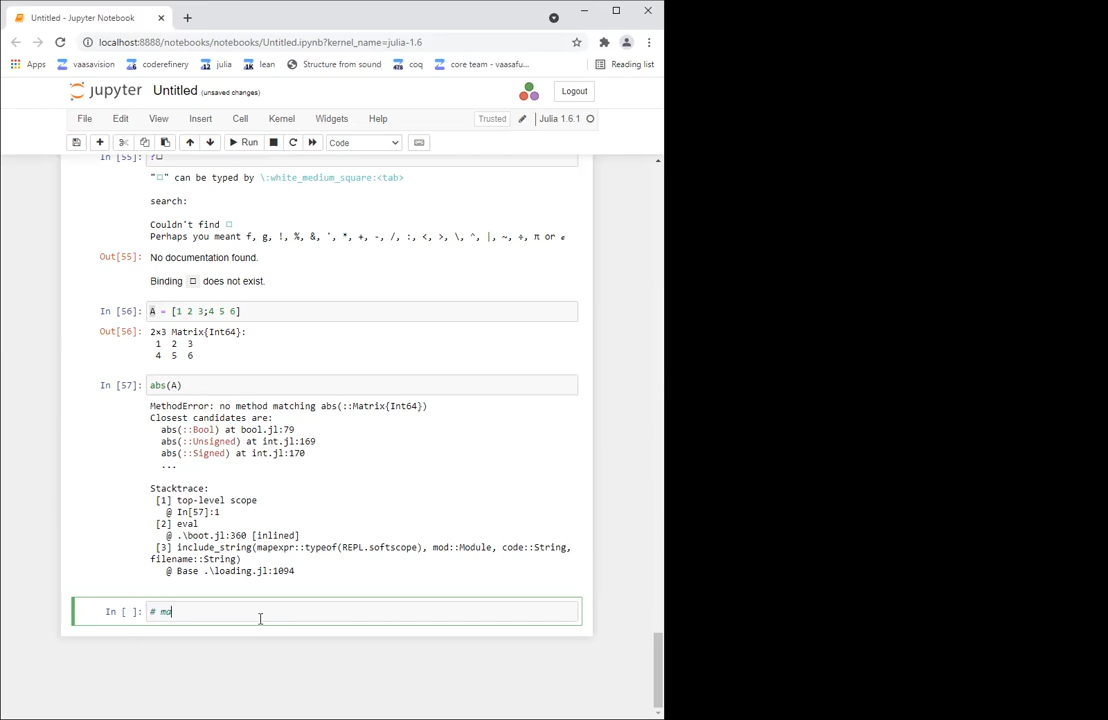 Untitled - Jupyter Notebook
localhost:8888/notebooks/notebooks/Untitled.ipynb?kernel_name=julia-1.6
Apps vaasavision coderefinery julia lean Structure from sound coq core team - vaasafu... Reading list
jupyter Untitled (unsaved changes) Logout
File Edit View Insert Cell Kernel Widgets Help Trusted Julia 1.6.1
Run Code
In [55]: ?□
"□" can be typed by \:white_medium_square:<tab>
search:
Couldn't find □
Perhaps you meant f, g, !, %, &, ', *, +, -, /, :, <, >, \, ^, |, ~, ÷, π or ℯ
Out[55]: No documentation found.
Binding □ does not exist.
In [56]: A = [1 2 3;4 5 6]
Out[56]: 2×3 Matrix{Int64}:
1 2 3
4 5 6
In [57]: abs(A)
MethodError: no method matching abs(::Matrix{Int64})
Closest candidates are:
abs(::Bool) at bool.jl:79
abs(::Unsigned) at int.jl:169
abs(::Signed) at int.jl:170
...
Stacktrace:
[1] top-level scope
@ In[57]:1
[2] eval
@ .\boot.jl:360 [inlined]
[3] include_string(mapexpr::typeof(REPL.softscope), mod::Module, code::String,
filename::String)
@ Base .\loading.jl:1094
In [ ]: # ma